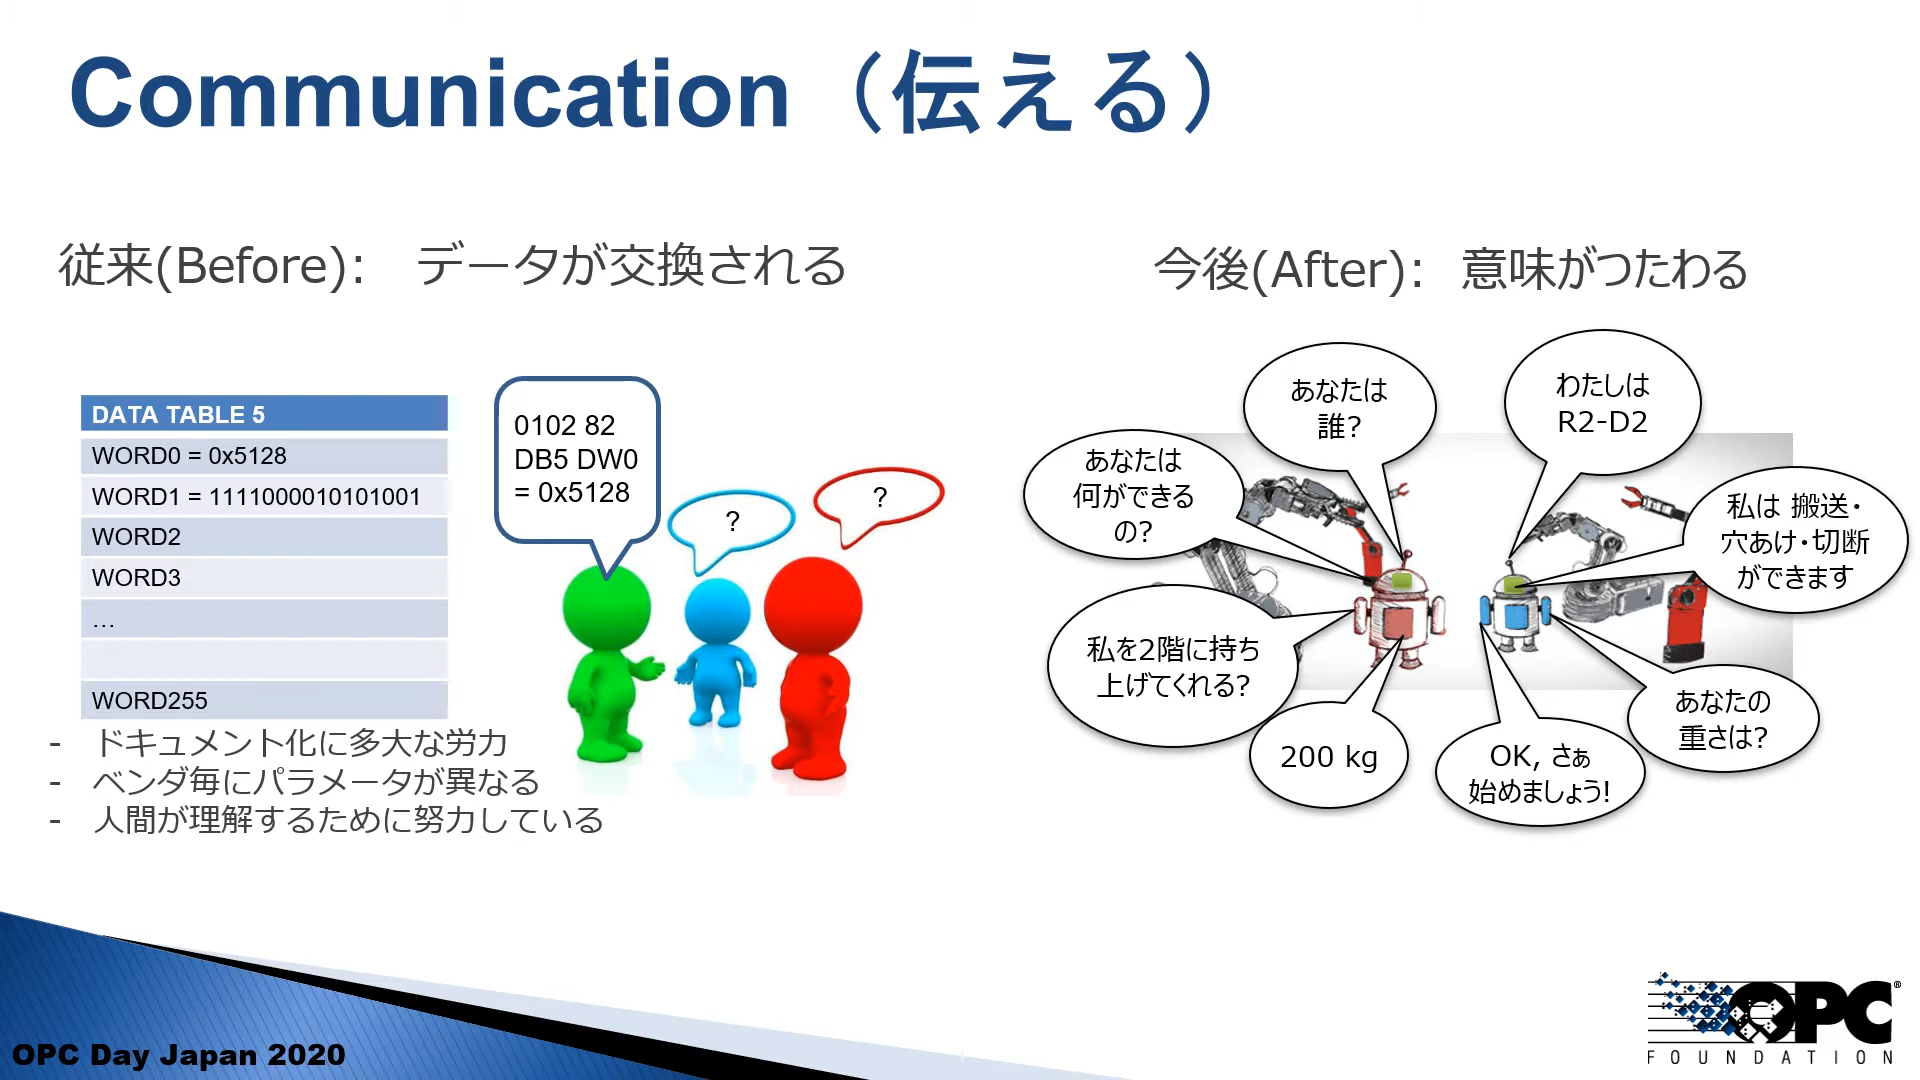 Communication（伝える）
従来(Before):　データが交換される
DATA TABLE 5
WORD0 = 0x5128
WORD1 = 1111000010101001
WORD2
WORD3
…
WORD255
0102 82
DB5 DW0
= 0x5128
?
?
- ドキュメント化に多大な労力
- ベンダ毎にパラメータが異なる
- 人間が理解するために努力している
今後(After):　意味がつたわる
あなたは
誰?
わたしは
R2-D2
あなたは
何ができる
の?
私は 搬送・
穴あけ・切断
ができます
私を2階に持ち
上げてくれる?
あなたの
重さは?
200 kg
OK, さぁ
始めましょう!
OPC Day Japan 2020
OPC®
FOUNDATION